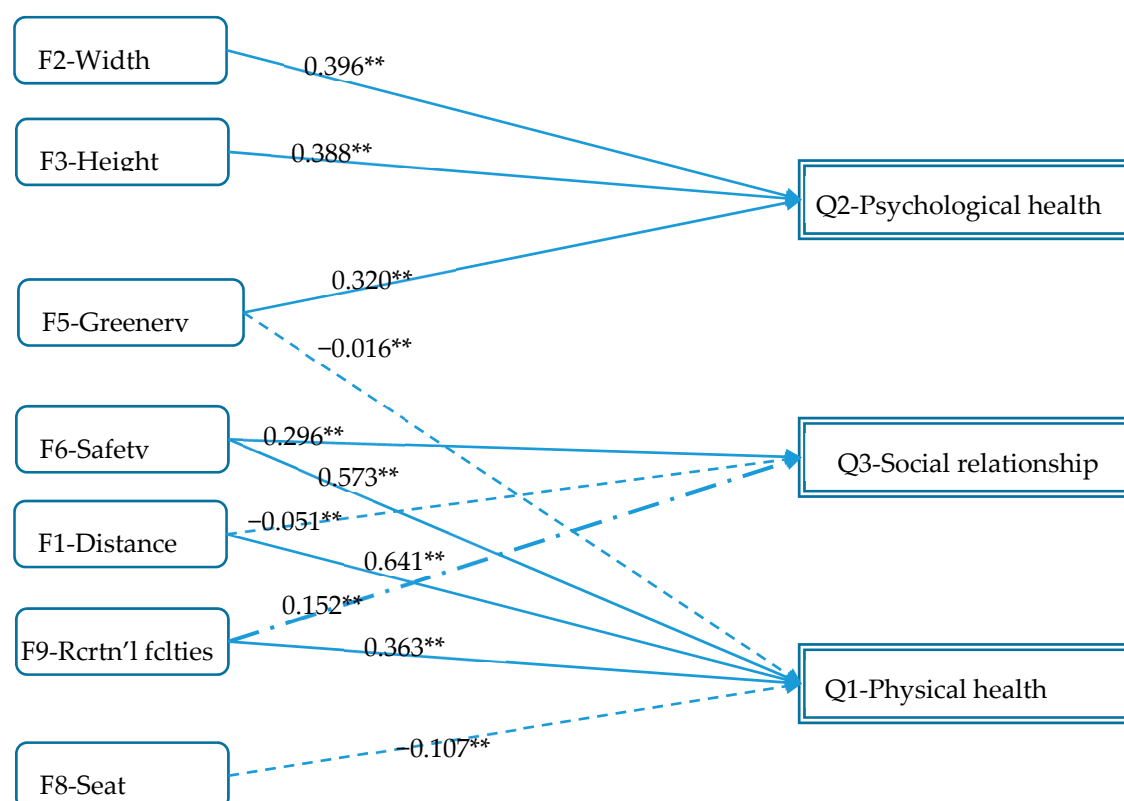 F2-Width
0.396**
F3-Height
0.388**
Q2-Psychological health
0.320**
F5-Greenery
−0.016**
F6-Safety
0.296**
Q3-Social relationship
0.573**
−0.051**
F1-Distance
0.641**
0.152**
F9-Rcrtn'l fclties
0.363**
Q1-Physical health
−0.107**
F8-Seat